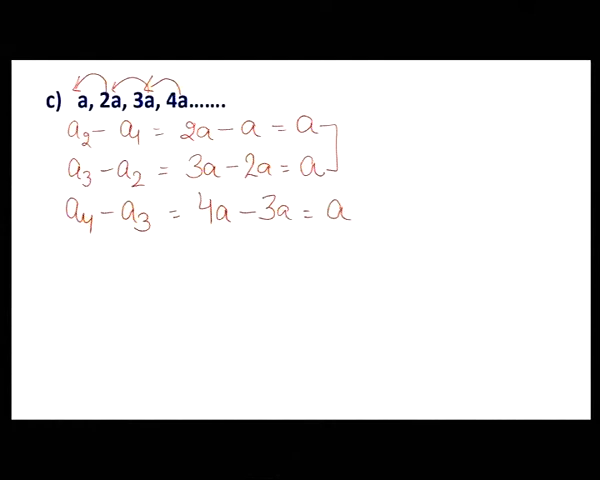 c) a, 2a, 3a, 4a.......
a₂ - a₁ = 2a - a = a
a₃ - a₂ = 3a - 2a = a
a₄ - a₃ = 4a - 3a = a